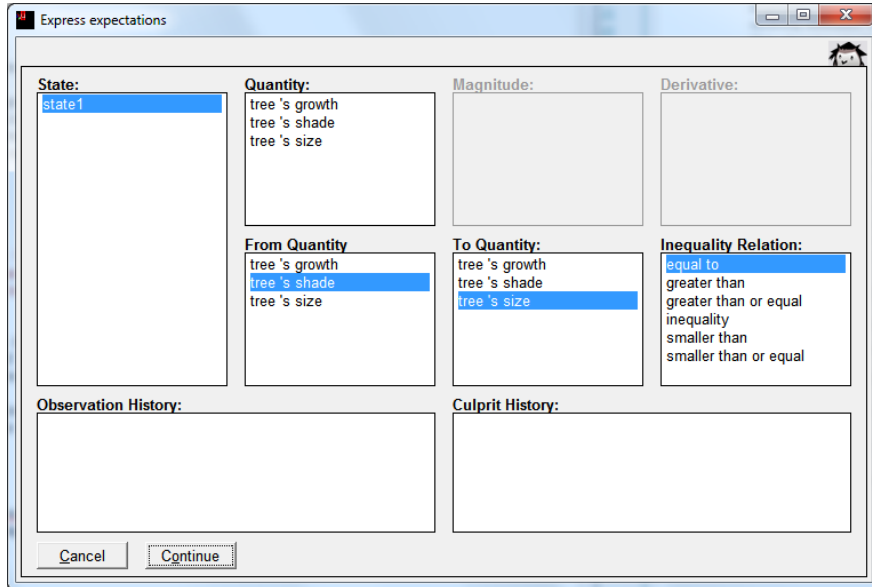 Express expectations
State:
state1
Quantity:
tree 's growth
tree 's shade
tree 's size
Magnitude:
Derivative:
From Quantity
tree 's growth
tree 's shade
tree 's size
To Quantity:
tree 's growth
tree 's shade
tree 's size
Inequality Relation:
equal to
greater than
greater than or equal
inequality
smaller than
smaller than or equal
Observation History:
Culprit History:
Cancel
Continue